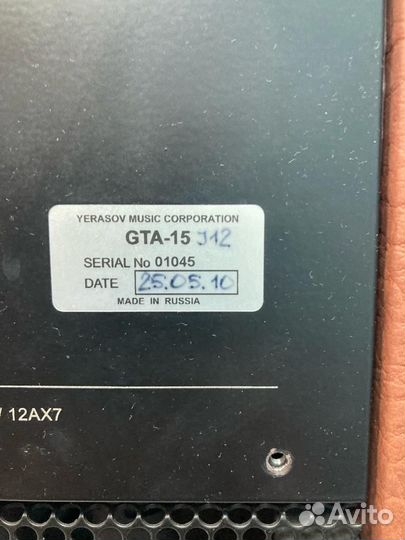 YERASOV MUSIC CORPORATION
GTA-15 J12
SERIAL No 01045
DATE 25.05.10
MADE IN RUSSIA
/ 12AX7
Avito